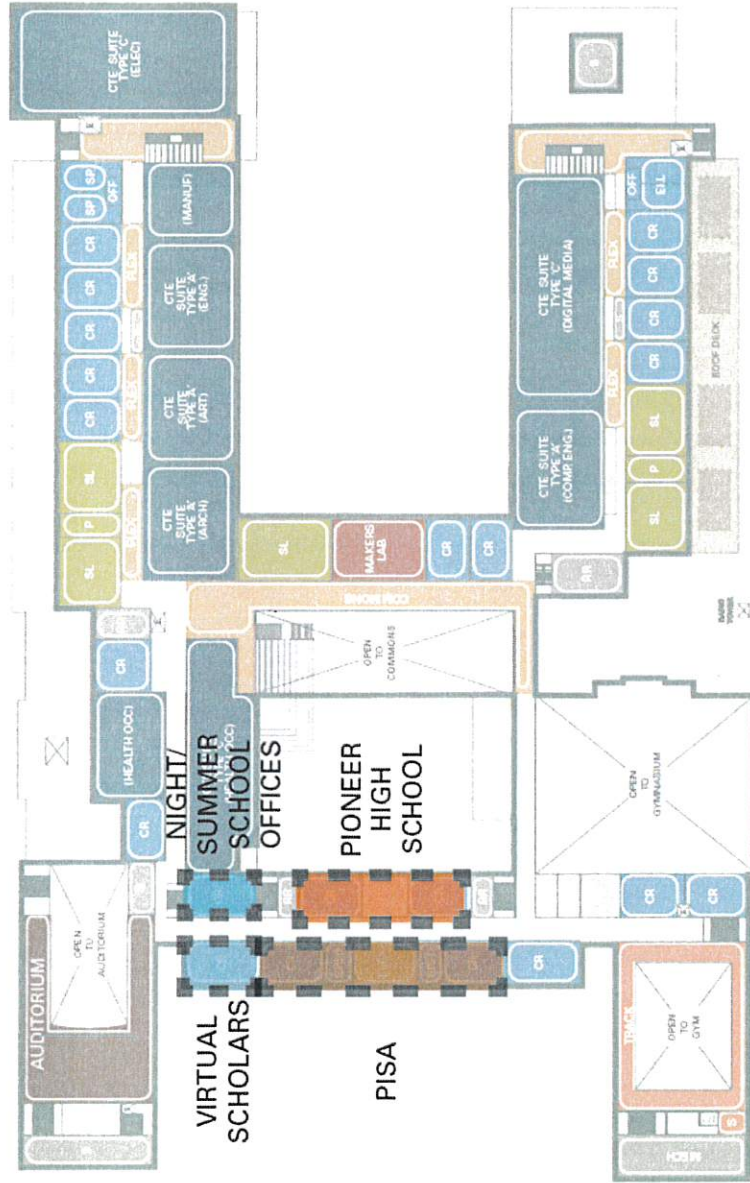 CTE SUITE
TYPE 'C'
(ELEC)
SP
SP
OFF
CR
CR
CR
CR
CR
FLEX
FLEX
SL
P
SL
(MANUF)
CTE
SUITE
TYPE 'A'
(ENG.)
CTE
SUITE
TYPE 'A'
(ART)
CTE
SUITE
TYPE 'A'
(ARCH)
SL
MAKERS
LAB
CR
CR
CTE SUITE
TYPE 'C'
(DIGITAL MEDIA)
CTE SUITE
TYPE 'A'
(COMP. ENG.)
OFF
ETL
CR
CR
CR
CR
FLEX
FLEX
SL
P
SL
ROOF DECK
RR
OPEN
TO
COMMONS
CR
(HEALTH OCC)
CR
NIGHT/
SUMMER
SCHOOL
OFFICES
PIONEER
HIGH
SCHOOL
OPEN
TO
GYMNASIUM
CR
CR
AUDITORIUM
OPEN
TO
AUDITORIUM
VIRTUAL
SCHOLARS
PISA
CR
TRACK
OPEN
TO
GYM
S
MECH